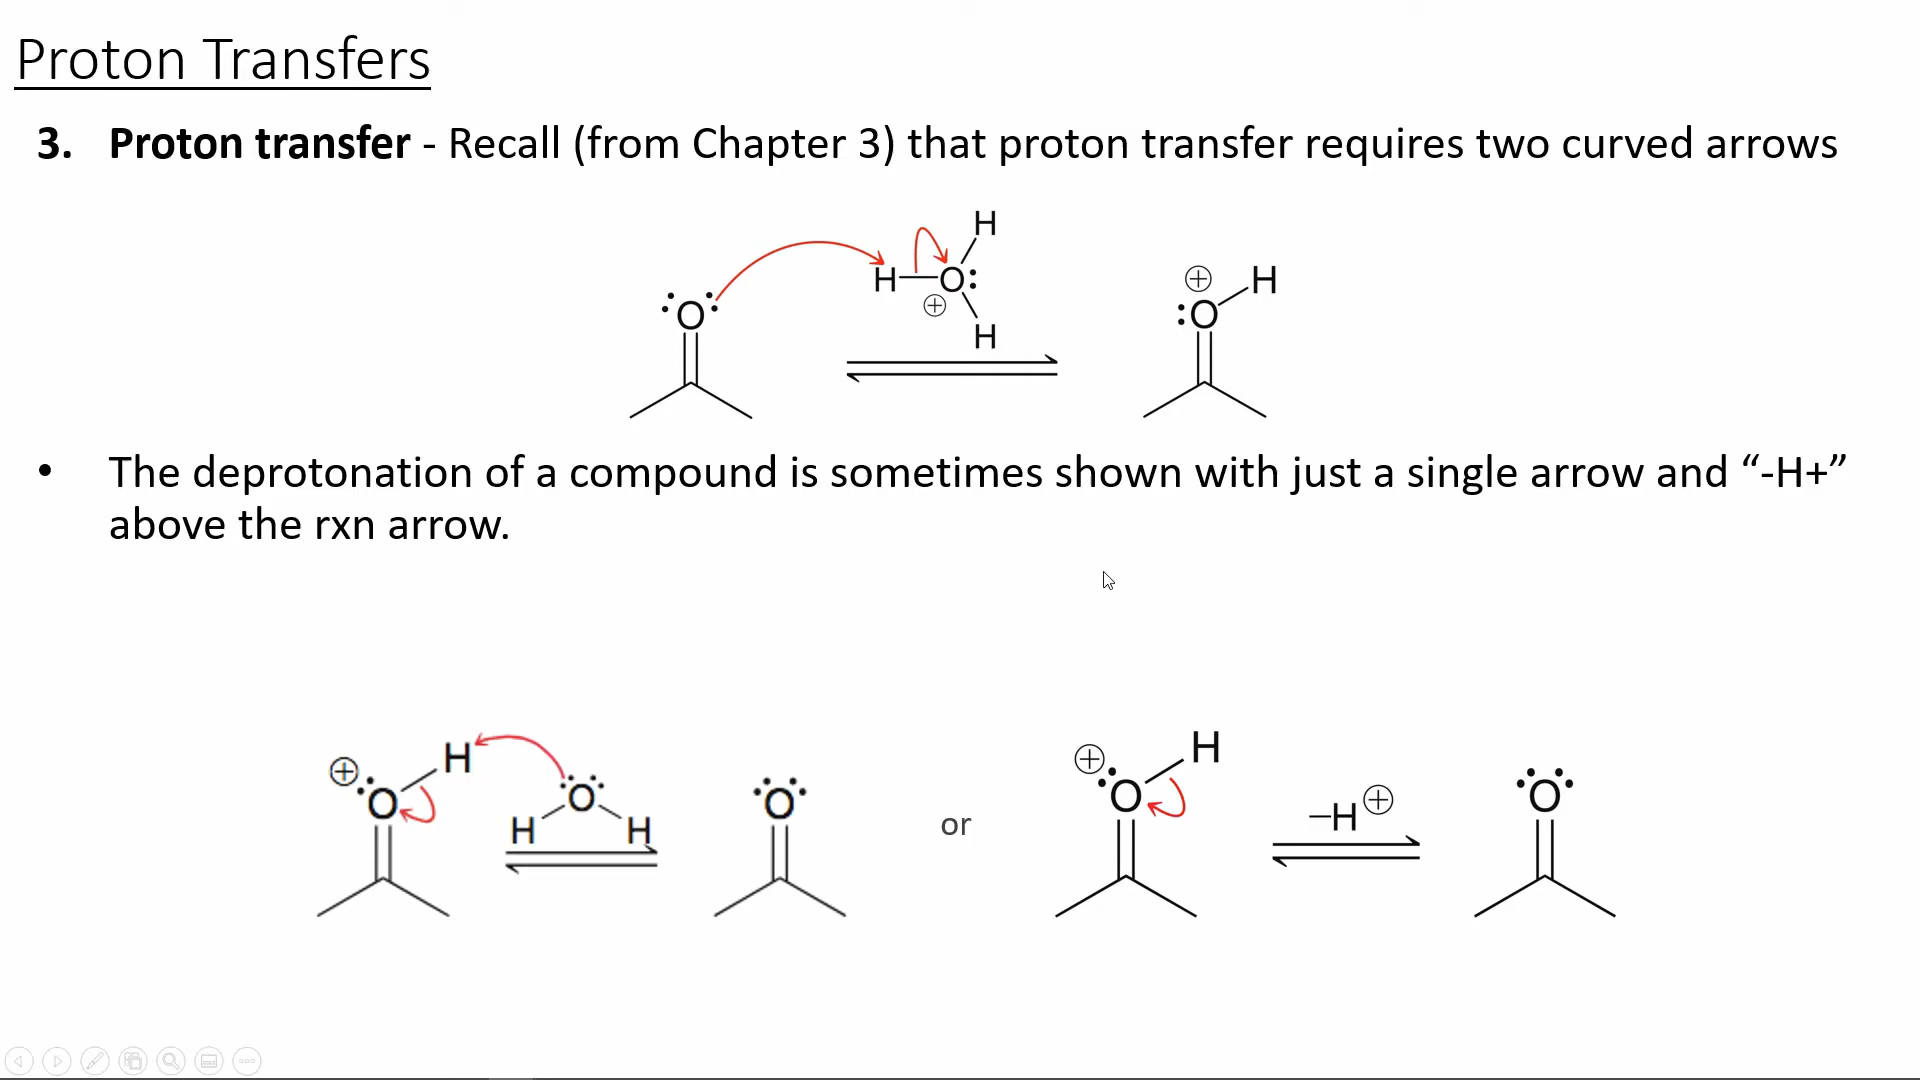 Proton Transfers
3. Proton transfer - Recall (from Chapter 3) that proton transfer requires two curved arrows
H
H O:
⊕
H
:O:
⊕ H
:O
• The deprotonation of a compound is sometimes shown with just a single arrow and “-H+”
above the rxn arrow.
⊕ H
:O
:O:
H H
:O:
or
⊕ H
:O
–H⊕
:O: